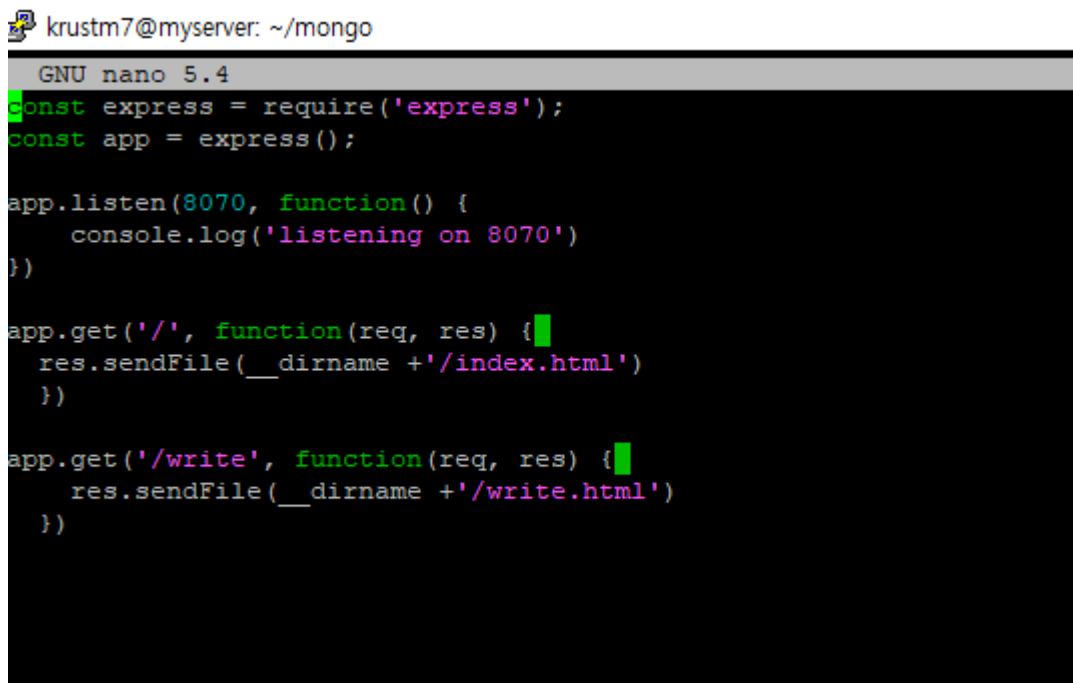 krustm7@myserver: ~/mongo
GNU nano 5.4
const express = require('express');
const app = express();
app.listen(8070, function() {
    console.log('listening on 8070')
})
app.get('/', function(req, res) {
  res.sendFile(__dirname +'/index.html')
  })
app.get('/write', function(req, res) {
    res.sendFile(__dirname +'/write.html')
  })